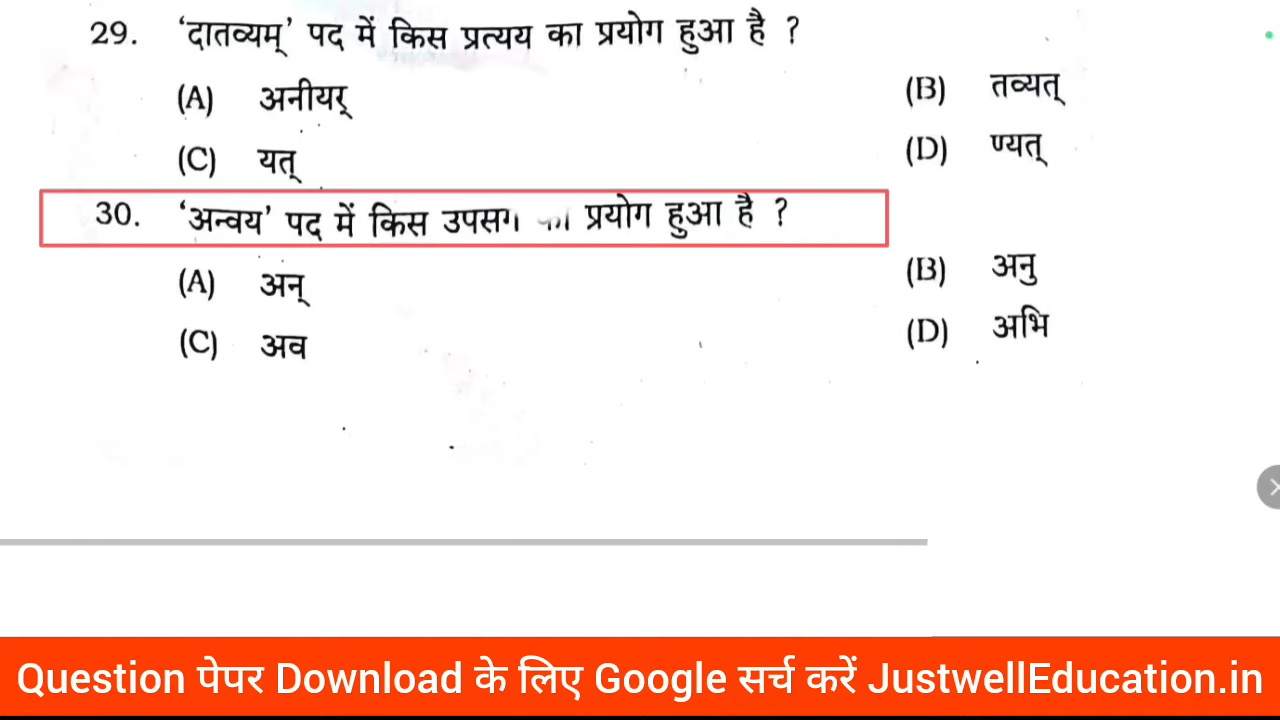 29. 'दातव्यम्' पद में किस प्रत्यय का प्रयोग हुआ है ?
(A) अनीयर् (B) तव्यत्
(C) यत् (D) ण्यत्
30. 'अन्वय' पद में किस उपसर्ग का प्रयोग हुआ है ?
(A) अन् (B) अनु
(C) अव (D) अभि
Question पेपर Download के लिए Google सर्च करें JustwellEducation.in